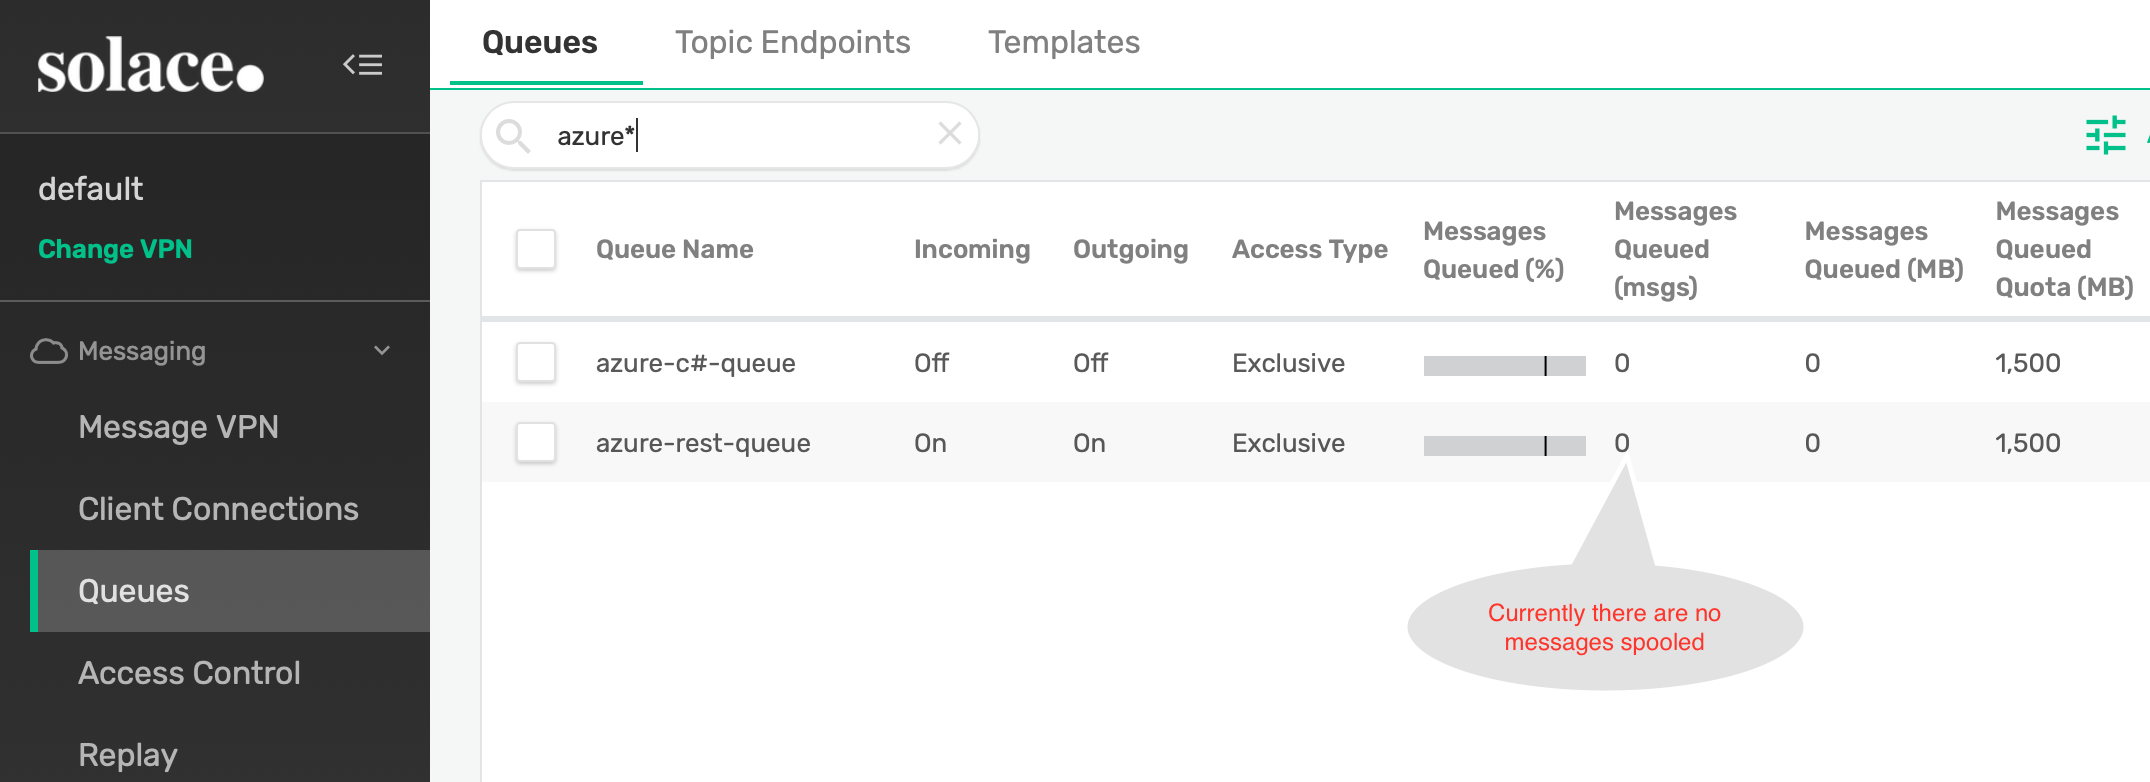 solace
Queues Topic Endpoints Templates
azure*
default
Change VPN
Messaging
Message VPN
Client Connections
Queues
Access Control
Replay
Queue Name Incoming Outgoing Access Type Messages Queued (%) Messages Queued (msgs) Messages Queued (MB) Messages Queued Quota (MB)
azure-c#-queue Off Off Exclusive 0 0 1,500
azure-rest-queue On On Exclusive 0 0 1,500
Currently there are no
messages spooled